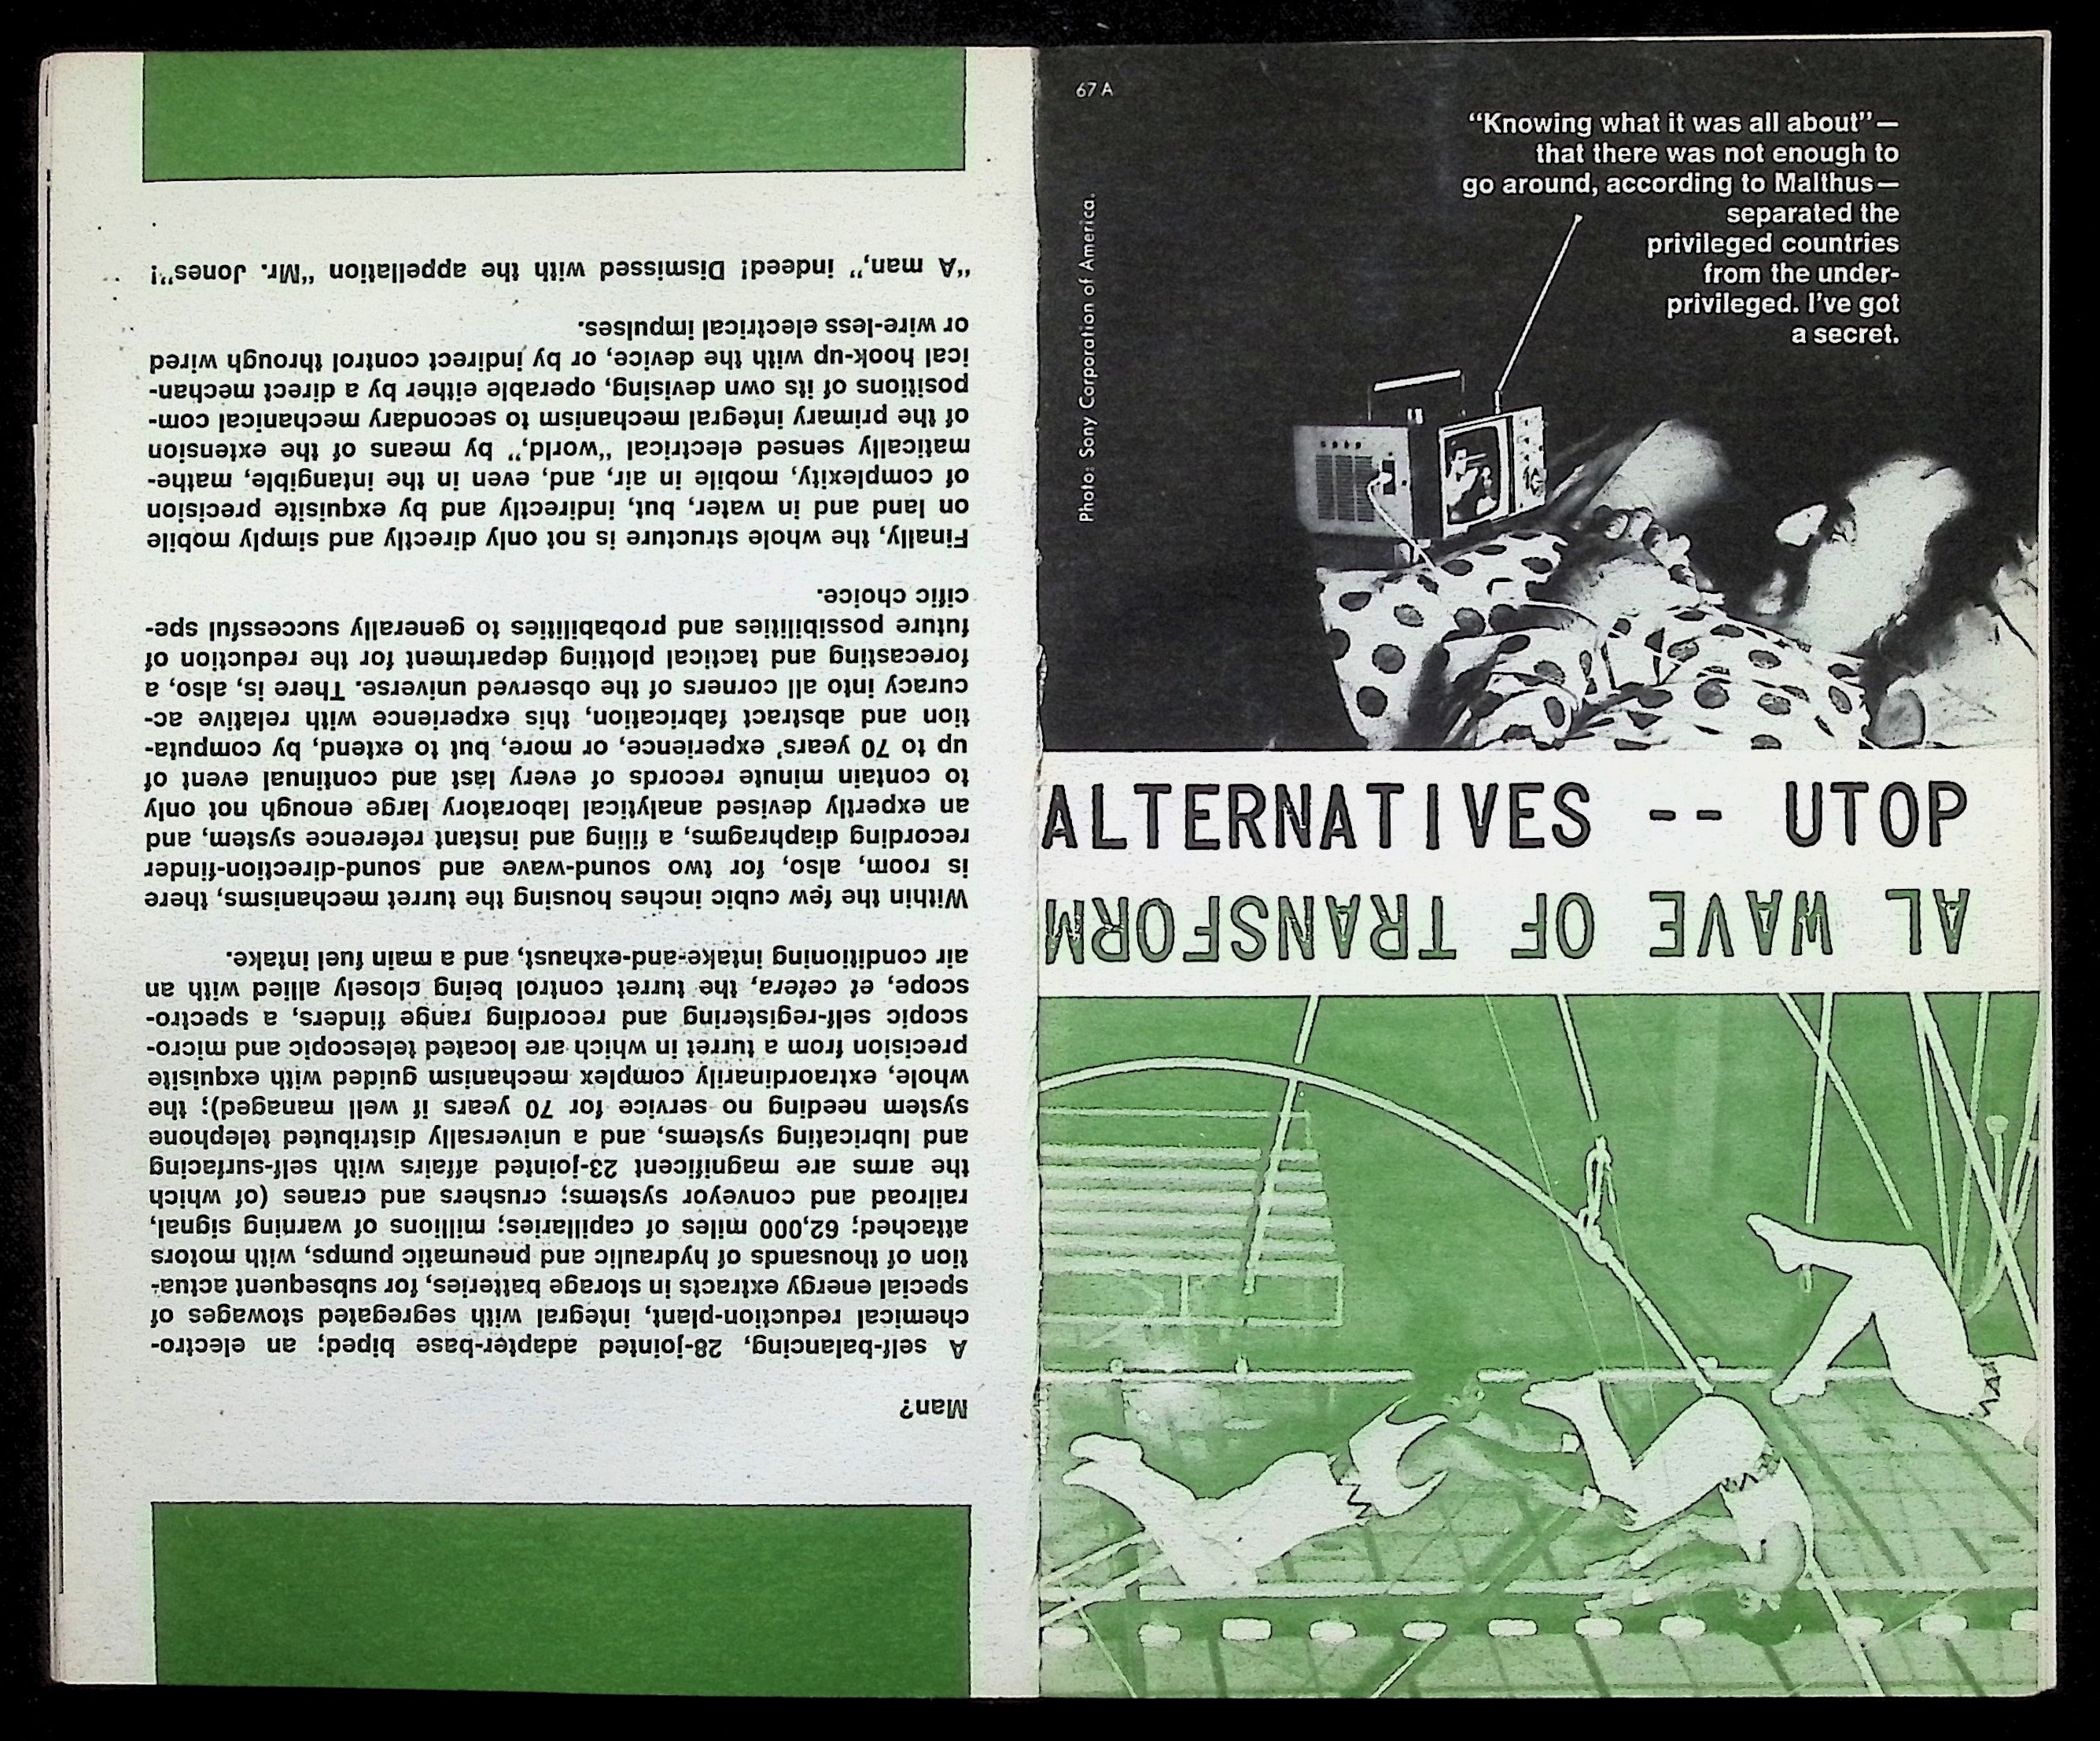 Man?
A self-balancing, 28-jointed adapter-base biped; an electro-
chemical reduction-plant, integral with segregated stowages of
special energy extracts in storage batteries, for subsequent actua-
tion of thousands of hydraulic and pneumatic pumps, with motors
attached; 62,000 miles of capillaries; millions of warning signal,
railroad and conveyor systems; crushers and cranes (of which
the arms are magnificent 23-jointed affairs with self-surfacing
and lubricating systems, and a universally distributed telephone
system needing no service for 70 years if well managed); the
whole, extraordinarily complex mechanism guided with exquisite
precision from a turret in which are located telescopic and micro-
scopic self-registering and recording range finders, a spectro-
scope, et cetera, the turret control being closely allied with an
air conditioning intake-and-exhaust, and a main fuel intake.
Within the few cubic inches housing the turret mechanisms, there
is room, also, for two sound-wave and sound-direction-finder
recording diaphragms, a filing and instant reference system, and
an expertly devised analytical laboratory large enough not only
to contain minute records of every last and continual event of
up to 70 years' experience, or more, but to extend, by computa-
tion and abstract fabrication, this experience with relative ac-
curacy into all corners of the observed universe. There is, also, a
forecasting and tactical plotting department for the reduction of
future possibilities and probabilities to generally successful spe-
cific choice.
Finally, the whole structure is not only directly and simply mobile
on land and in water, but, indirectly and by exquisite precision
of complexity, mobile in air, and, even in the intangible, mathe-
matically sensed electrical “world,” by means of the extension
of the primary integral mechanism to secondary mechanical com-
positions of its own devising, operable either by a direct mechan-
ical hook-up with the device, or by indirect control through wired
or wire-less electrical impulses.
“A man,” indeed! Dismissed with the appellation “Mr. Jones”!
67 A
“Knowing what it was all about”—
that there was not enough to
go around, according to Malthus—
separated the
privileged countries
from the under-
privileged. I've got
a secret.
Photo: Sony Corporation of America.
ALTERNATIVES -- UTOP
AL WAVE OF TRANSFORM